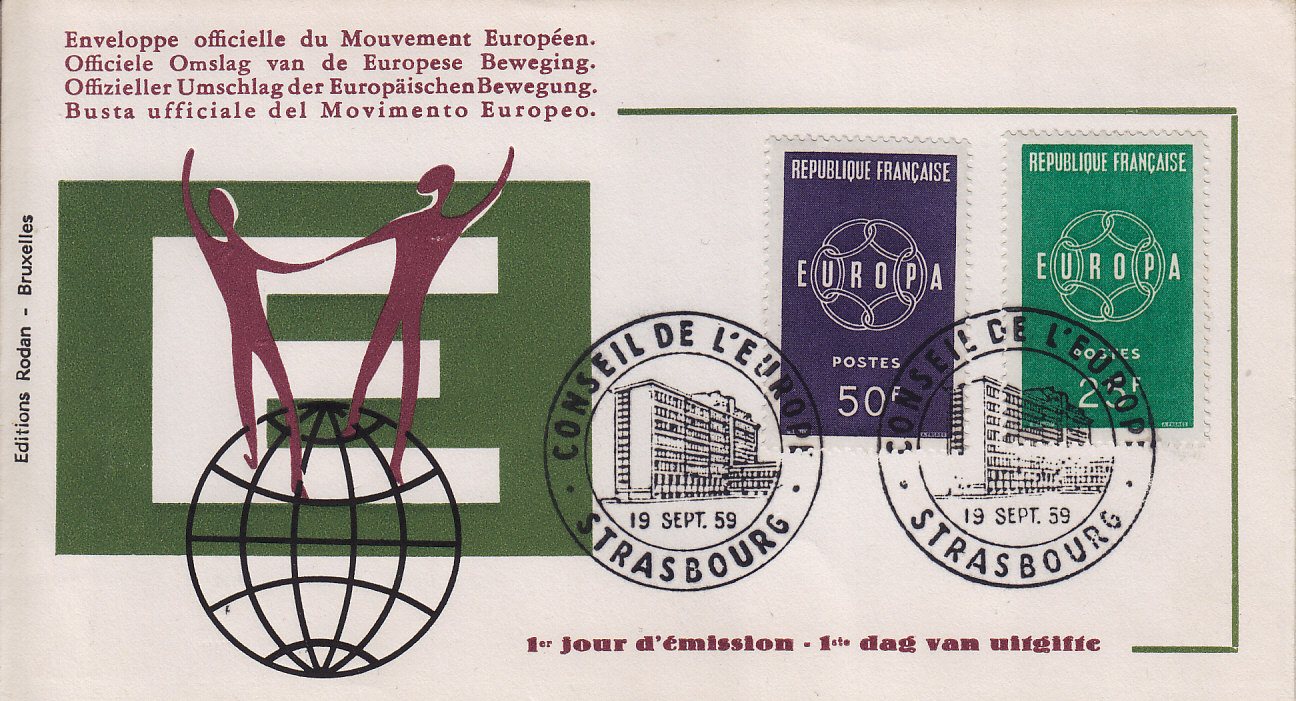 Enveloppe officielle du Mouvement Européen.
Officiele Omslag van de Europese Beweging.
Offizieller Umschlag der Europäischen Bewegung.
Busta ufficiale del Movimento Europeo.
Editions Rodan - Bruxelles
REPUBLIQUE FRANÇAISE
EUROPA
POSTES
50F
REPUBLIQUE FRANÇAISE
EUROPA
POSTES
25F
CONSEIL DE L'EUROPE
19 SEPT. 59
STRASBOURG
CONSEIL DE L'EUROPE
19 SEPT. 59
STRASBOURG
1er jour d'émission - 1ste dag van uitgifte